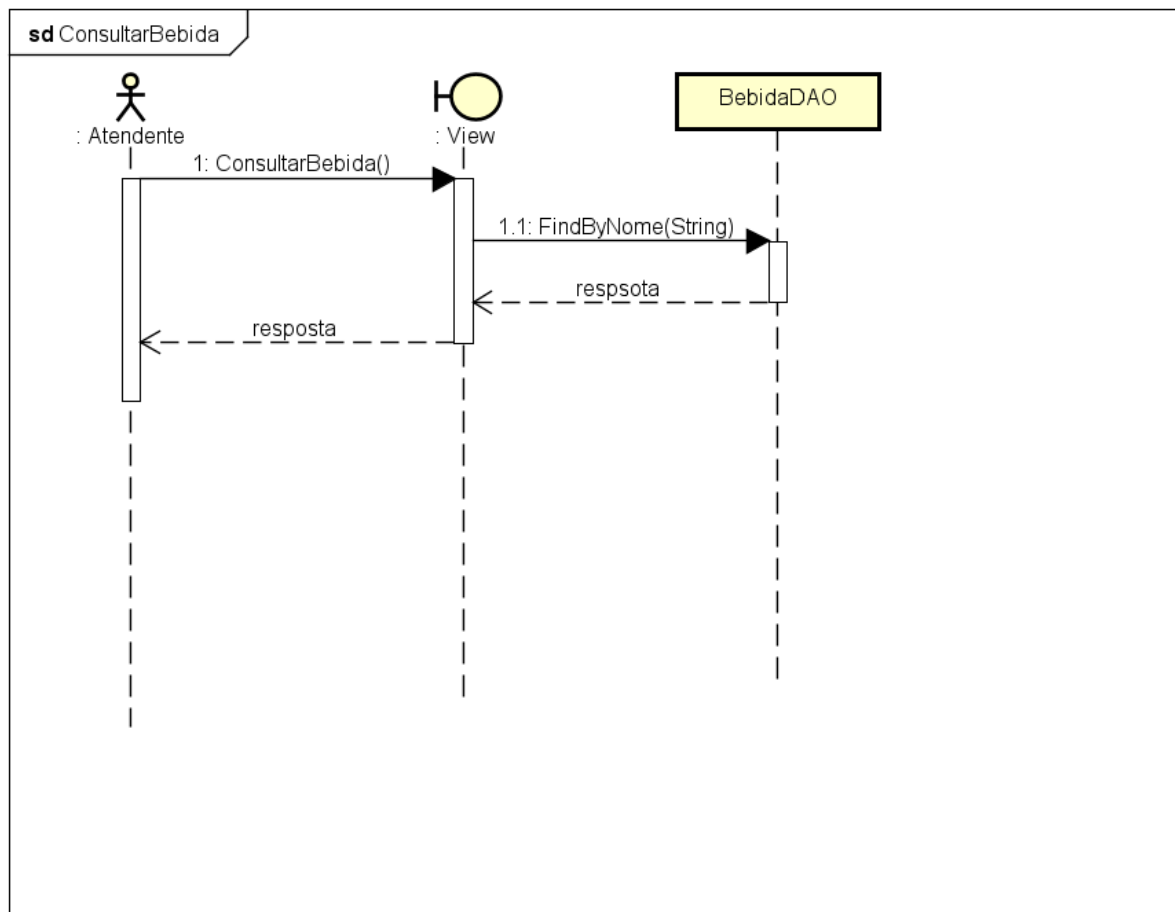 sd ConsultarBebida
BebidaDAO
: Atendente
: View
1: ConsultarBebida()
1.1: FindByNome(String)
respsota
resposta